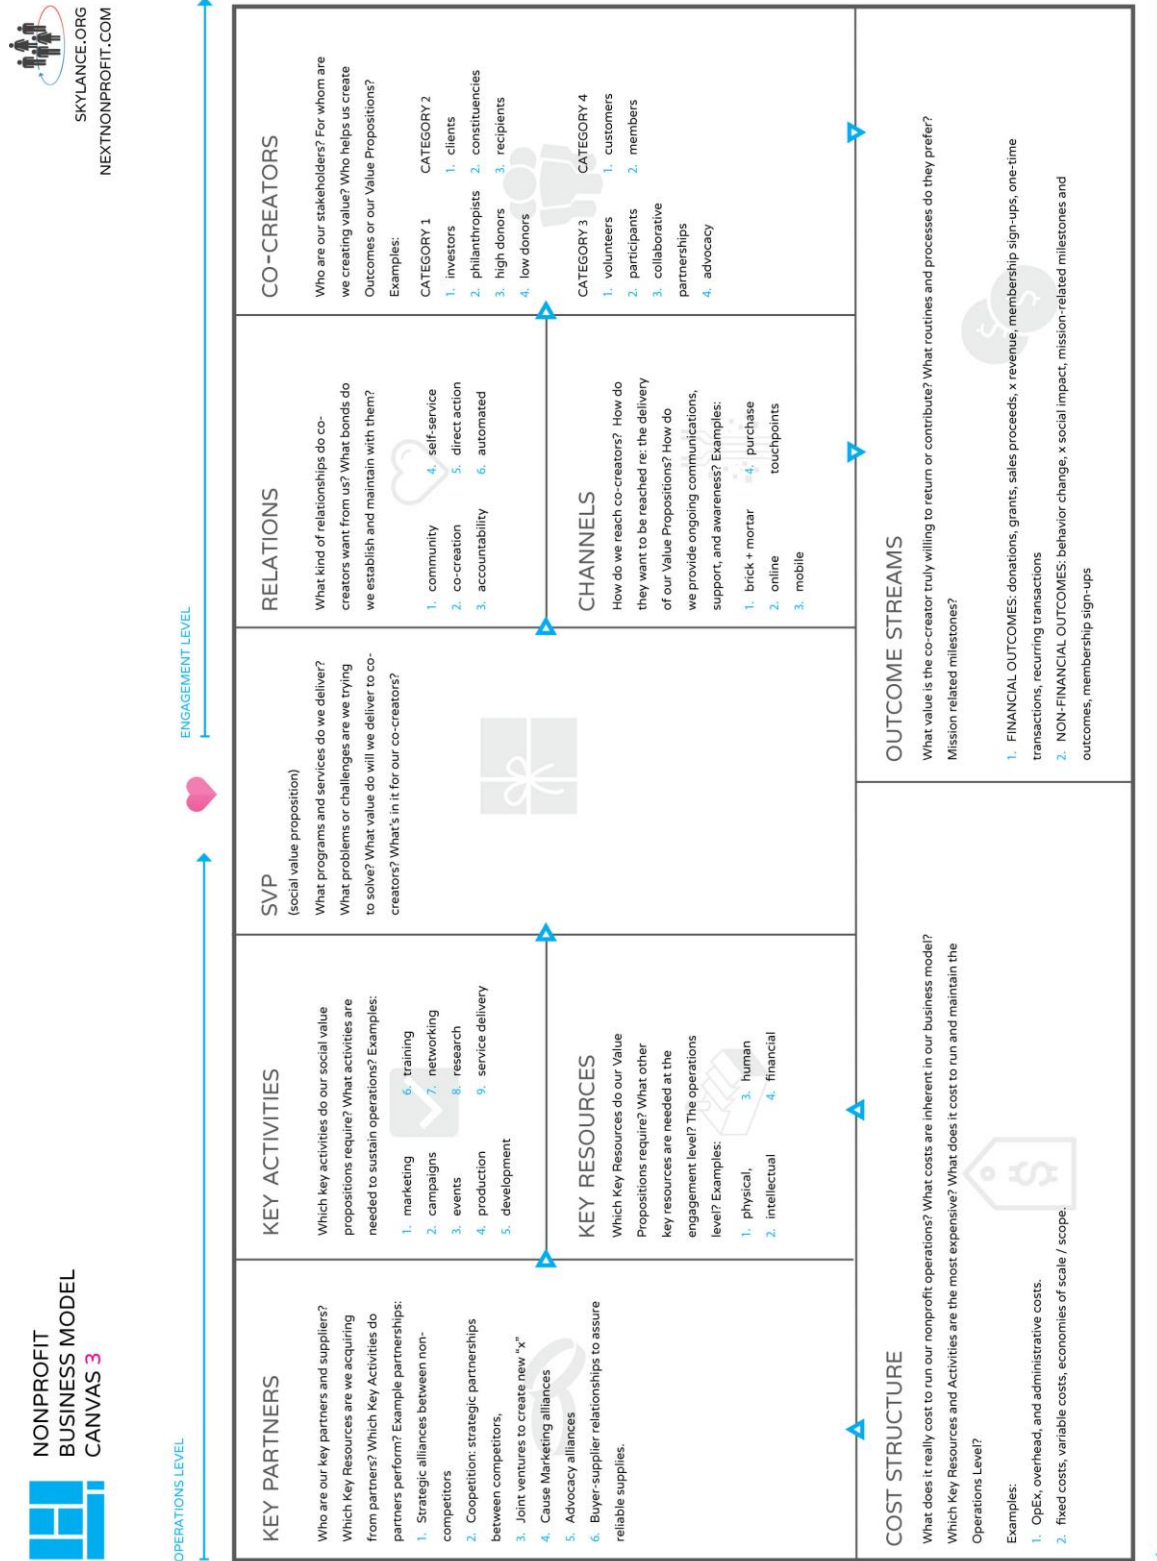 NONPROFIT
BUSINESS MODEL
CANVAS 3
SKYLANCE.ORG
NEXTNONPROFIT.COM
OPERATIONS LEVEL
ENGAGEMENT LEVEL
KEY PARTNERS
Who are our key partners and suppliers?
Which Key Resources are we acquiring
from partners? Which Key Activities do
partners perform? Example partnerships:
1. Strategic alliances between non-
competitors
2. Coopetition: strategic partnerships
between competitors,
3. Joint ventures to create new "x"
4. Cause Marketing alliances
5. Advocacy alliances
6. Buyer-supplier relationships to assure
reliable supplies.
KEY ACTIVITIES
Which key activities do our social value
propositions require? What activities are
needed to sustain operations? Examples:
1. marketing
2. campaigns
3. events
4. production
5. development
6. training
7. networking
8. research
9. service delivery
KEY RESOURCES
Which Key Resources do our Value
Propositions require? What other
key resources are needed at the
engagement level? The operations
level? Examples:
1. physical,
2. intellectual
3. human
4. financial
SVP
(social value proposition)
What programs and services do we deliver?
What problems or challenges are we trying
to solve? What value do will we deliver to co-
creators? What's in it for our co-creators?
RELATIONS
What kind of relationships do co-
creators want from us? What bonds do
we establish and maintain with them?
1. community
2. co-creation
3. accountability
4. self-service
5. direct action
6. automated
CHANNELS
How do we reach co-creators? How do
they want to be reached re: the delivery
of our Value Propositions? How do
we provide ongoing communications,
support, and awareness? Examples:
1. brick + mortar
2. online
3. mobile
4. purchase
touchpoints
CO-CREATORS
Who are our stakeholders? For whom are
we creating value? Who helps us create
Outcomes or our Value Propositions?
Examples:
CATEGORY 1
1. investors
2. philanthropists
3. high donors
4. low donors
CATEGORY 2
1. clients
2. constituencies
3. recipients
CATEGORY 3
1. volunteers
2. participants
3. collaborative
partnerships
4. advocacy
CATEGORY 4
1. customers
2. members
COST STRUCTURE
What does it really cost to run our nonprofit operations? What costs are inherent in our business model?
Which Key Resources and Activities are the most expensive? What does it cost to run and maintain the
Operations Level?
Examples:
1. OpEx, overhead, and administrative costs.
2. fixed costs, variable costs, economies of scale / scope.
OUTCOME STREAMS
What value is the co-creator truly willing to return or contribute? What routines and processes do they prefer?
Mission related milestones?
1. FINANCIAL OUTCOMES: donations, grants, sales proceeds, x revenue, membership sign-ups, one-time
transactions, recurring transactions
2. NON-FINANCIAL OUTCOMES: behavior change, x social impact, mission-related milestones and
outcomes, membership sign-ups